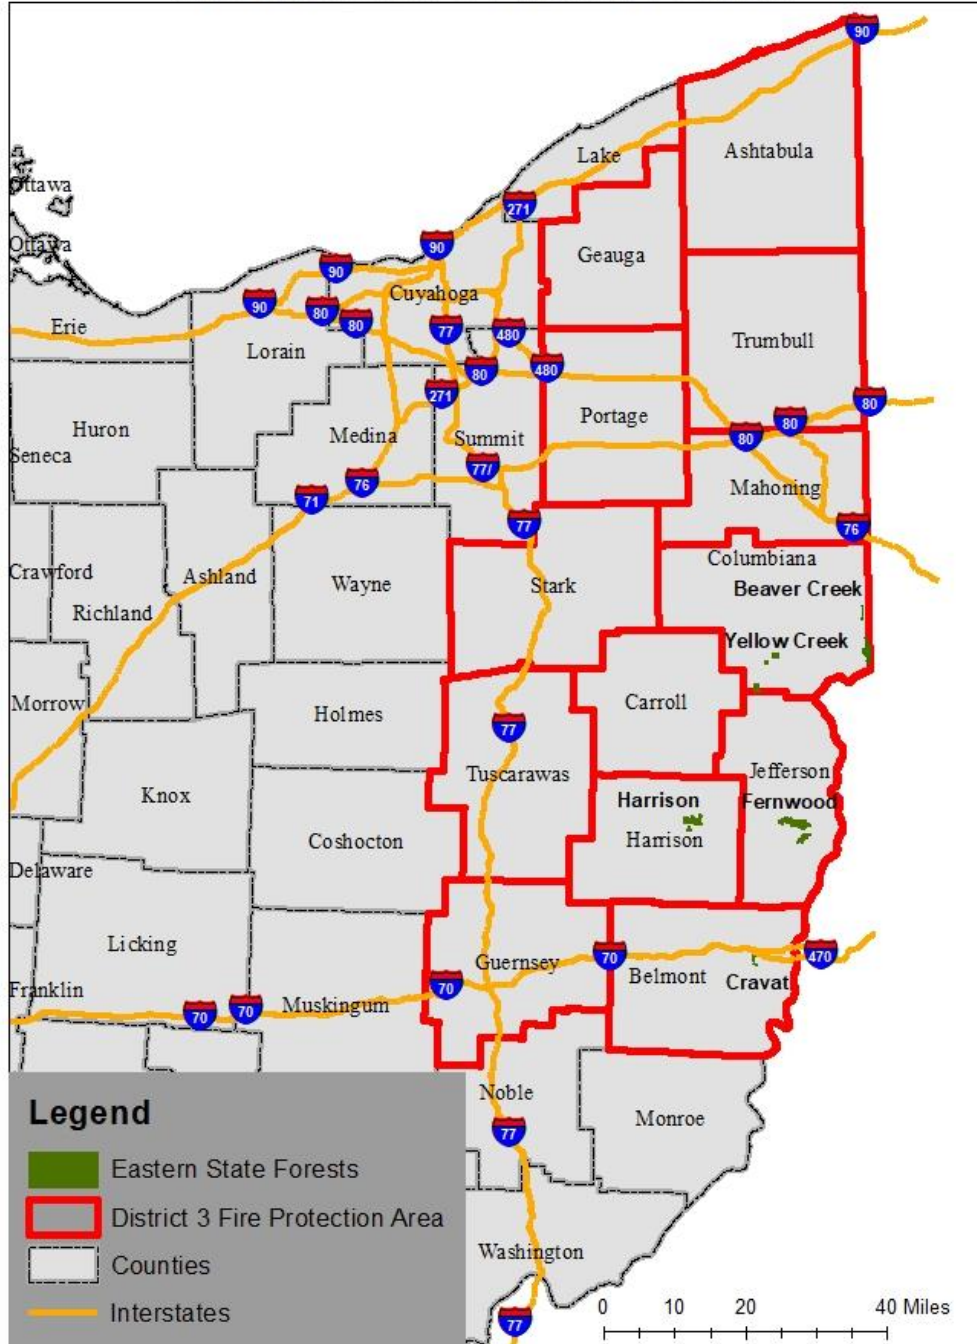 90
Ashtabula
Lake
Ottawa
271
Ottawa
90
Geauga
90
Cuyahoga
90
80
80
77
480
Erie
Trumbull
Lorain
80
480
271
80
Portage
80
80
Huron
Medina
Summit
Seneca
77/
76
71
Mahoning
77
76
Columbiana
Crawford
Ashland
Wayne
Stark
Beaver Creek
Richland
Yellow Creek
Morrow
Holmes
Carroll
77
Knox
Tuscarawas
Jefferson
Harrison
Fernwood
Coshocton
Harrison
Delaware
Licking
Guernsey
70
470
Franklin
70
Belmont
Cravat
70
70
Muskingum
Noble
Monroe
77
Legend
Eastern State Forests
District 3 Fire Protection Area
Counties
Interstates
Washington
77
0 10 20 40 Miles